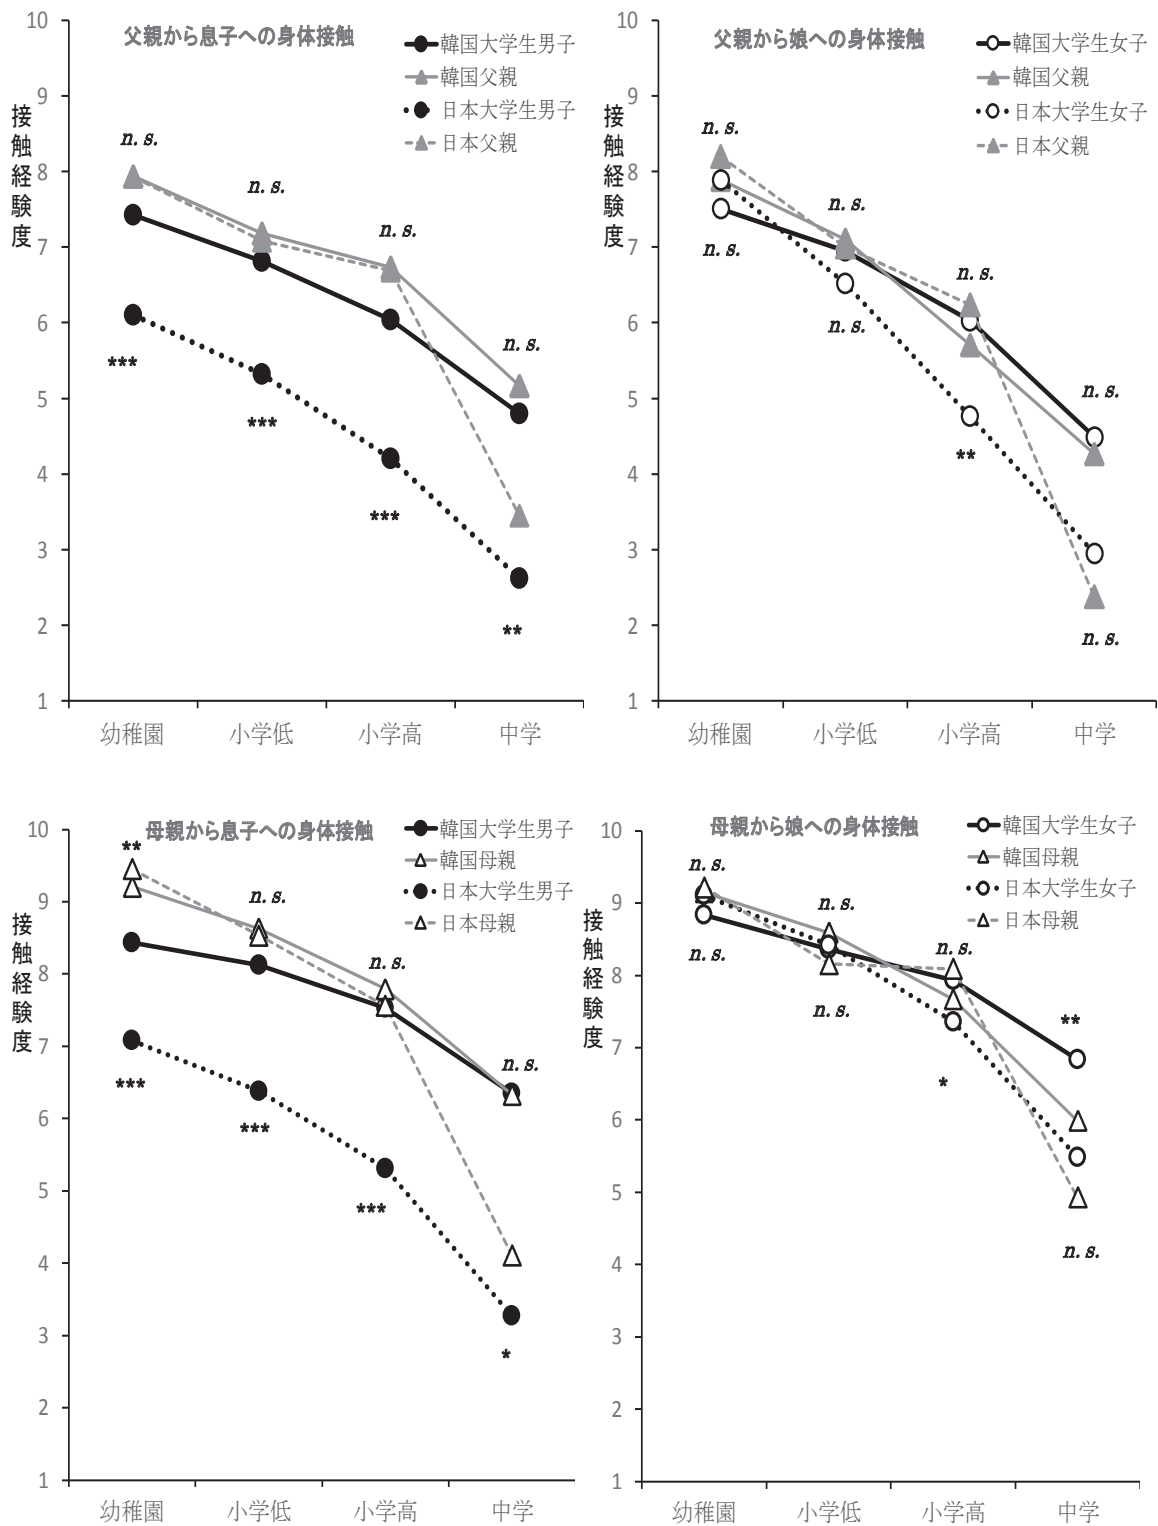 父親から息子への身体接触
韓国大学生男子
韓国父親
日本大学生男子
日本父親
接触経験度
10
9
8
7
6
5
4
3
2
1
n. s.
n. s.
n. s.
n. s.
***
***
***
**
幼稚園 小学低 小学高 中学
父親から娘への身体接触
韓国大学生女子
韓国父親
日本大学生女子
日本父親
接触経験度
10
9
8
7
6
5
4
3
2
1
n. s.
n. s.
n. s.
n. s.
n. s.
n. s.
**
n. s.
幼稚園 小学低 小学高 中学
母親から息子への身体接触
韓国大学生男子
韓国母親
日本大学生男子
日本母親
接触経験度
10
9
8
7
6
5
4
3
2
1
**
n. s.
n. s.
n. s.
***
***
***
*
幼稚園 小学低 小学高 中学
母親から娘への身体接触
韓国大学生女子
韓国母親
日本大学生女子
日本母親
接触経験度
10
9
8
7
6
5
4
3
2
1
n. s.
n. s.
n. s.
**
n. s.
n. s.
*
n. s.
幼稚園 小学低 小学高 中学